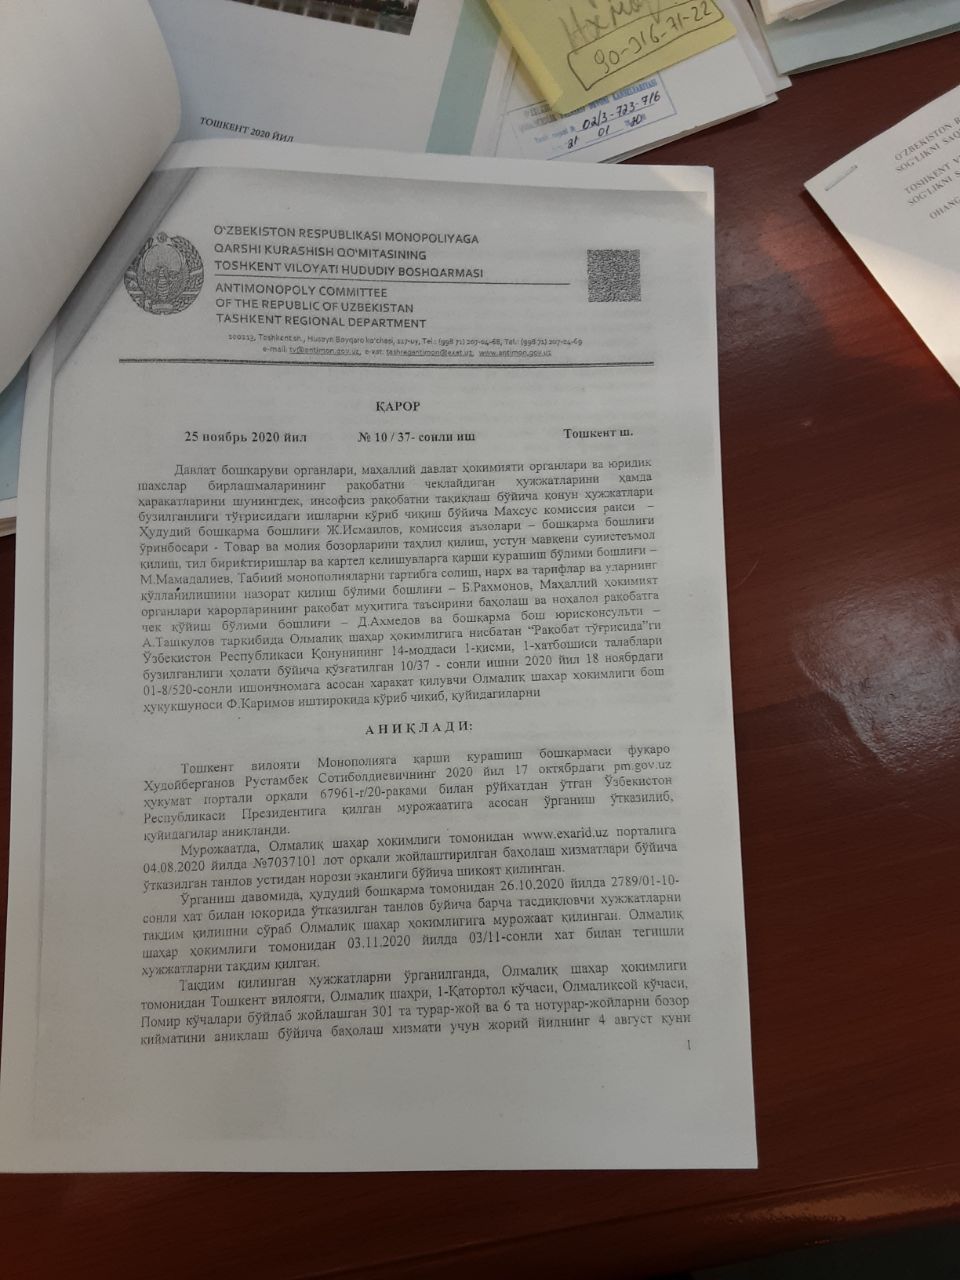 90-916-71-22
02/3-723-716
21 01 20
ТОШКЕНТ 2020 ЙИЛ
O'ZBEKISTON R
SOG'LIKNI SAQ
TOSHKENT VI
SOG'LIKNI S
OHANG
O'ZBEKISTON RESPUBLIKASI MONOPOLIYAGA
QARSHI KURASHISH QO'MITASINING
TOSHKENT VILOYATI HUDUDIY BOSHQARMASI
ANTIMONOPOLY COMMITTEE
OF THE REPUBLIC OF UZBEKISTAN
TASHKENT REGIONAL DEPARTMENT
Toshkent sh., Husayn Boyqaro ko'chasi, 117-uy, Tel.: (998 71) 207-04-68, Tel.: (998 71) 207-04-69
e-mail: tv@antimon.gov.uz, e-xat: tashregantimon@exat.uz, www.antimon.gov.uz
ҚАРОР
25 ноябрь 2020 йил № 10 / 37- сонли иш Тошкент ш.
Давлат бошқаруви органлари, маҳаллий давлат ҳокимияти органлари ва юридик
шахслар бирлашмаларининг рақобатни чеклайдиган ҳужжатларини ҳамда
ҳаракатларини шунингдек, инсофсиз рақобатни тақиқлаш бўйича қонун ҳужжатлари
бузилганлиги тўғрисидаги ишларни кўриб чиқиш бўйича Махсус комиссия раиси –
Ҳудудий бошқарма бошлиғи Ж.Исмаилов, комиссия аъзолари – бошқарма бошлиғи
ўринбосари - Товар ва молия бозорларини таҳлил қилиш, устун мавқени суиистеъмол
қилиш, тил бириктиришлар ва картел келишувларга қарши курашиш бўлими бошлиғи –
М.Мамадалиев, Табиий монополияларни тартибга солиш, нарх ва тарифлар ва уларнинг
қўлланилишини назорат қилиш бўлими бошлиғи – Б.Рахмонов, Маҳаллий ҳокимият
органлари қарорларининг рақобат муҳитига таъсирини баҳолаш ва ноҳалол рақобатга
чек қўйиш бўлими бошлиғи – Д.Ахмедов ва бошқарма бош юрисконсульти –
А.Ташкулов таркибида Олмалиқ шаҳар ҳокимлигига нисбатан “Рақобат тўғрисида”ги
Ўзбекистон Республикаси Қонунининг 14-моддаси 1-қисми, 1-хатбошиси талаблари
бузилганлиги ҳолати бўйича қўзғатилган 10/37 - сонли ишни 2020 йил 18 ноябрдаги
01-8/520-сонли ишончномага асосан ҳаракат қилувчи Олмалиқ шаҳар ҳокимлиги бош
ҳуқуқшуноси Ф.Каримов иштирокида кўриб чиқиб, қуйидагиларни
А Н И Қ Л А Д И:
Тошкент вилояти Монополияга қарши курашиш бошқармаси фуқаро
Худойберганов Рустамбек Сотиболдиевичнинг 2020 йил 17 октябрдаги pm.gov.uz
ҳукумат портали орқали 67961-г/20-рақами билан рўйхатдан ўтган Ўзбекистон
Республикаси Президентига қилган мурожаатига асосан ўрганиш ўтказилиб,
қуйидагилар аниқланди.
Мурожаатда, Олмалиқ шаҳар ҳокимлиги томонидан www.exarid.uz порталига
04.08.2020 йилда №7037101 лот орқали жойлаштирилган баҳолаш хизматлари бўйича
ўтказилган танлов устидан норози эканлиги бўйича шикоят қилинган.
Ўрганиш давомида, ҳудудий бошқарма томонидан 26.10.2020 йилда 2789/01-10-
сонли хат билан юқорида ўтказилган танлов бўйича барча тасдиқловчи ҳужжатларни
тақдим қилишни сўраб Олмалиқ шаҳар ҳокимлигига мурожаат қилинган. Олмалиқ
шаҳар ҳокимлиги томонидан 03.11.2020 йилда 03/11-сонли хат билан тегишли
ҳужжатларни тақдим қилган.
Тақдим қилинган ҳужжатларни ўрганилганда, Олмалиқ шаҳар ҳокимлиги
томонидан Тошкент вилояти, Олмалиқ шаҳри, 1-Қатортол кўчаси, Олмалиқсой кўчаси,
Помир кўчалари бўйлаб жойлашган 301 та турар-жой ва 6 та нотурар-жойларни бозор
қийматини аниқлаш бўйича баҳолаш хизмати учун жорий йилнинг 4 август куни
1